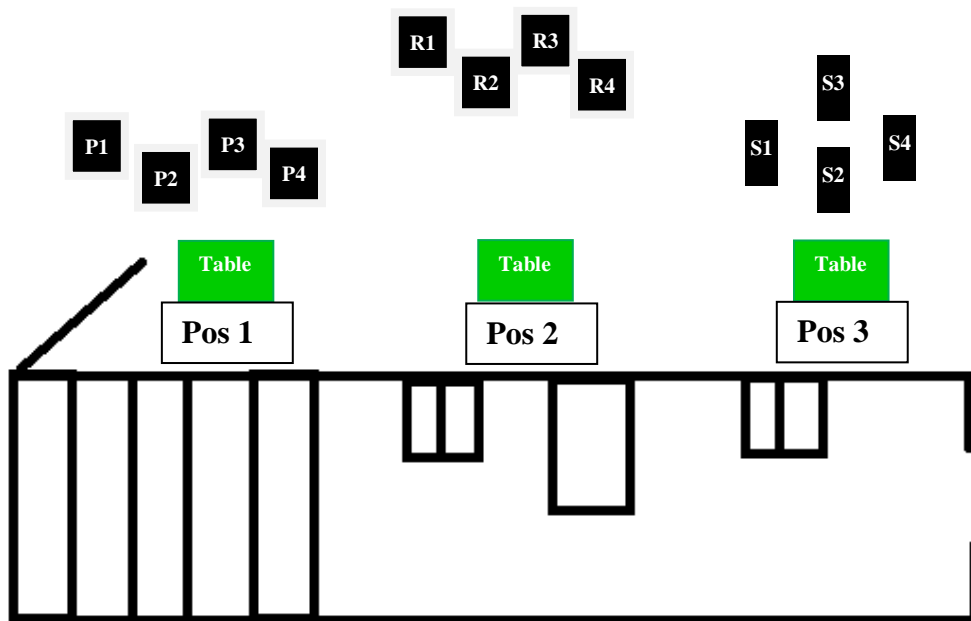 R1
R3
R2
R4
P1
P3
P2
P4
S3
S1
S4
S2
Table
Table
Table
Pos 1
Pos 2
Pos 3